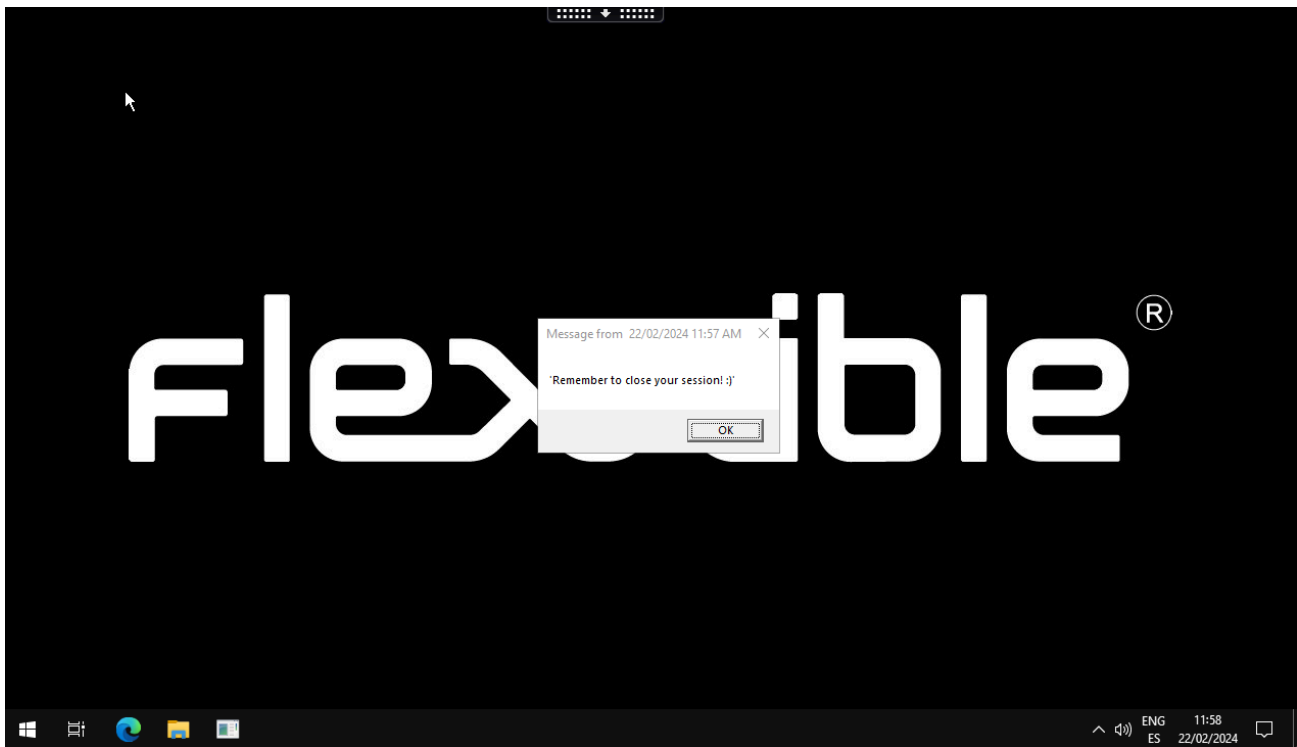 Message from 22/02/2024 11:57 AM
'Remember to close your session! :)'
OK
®
ENG
ES
11:58
22/02/2024